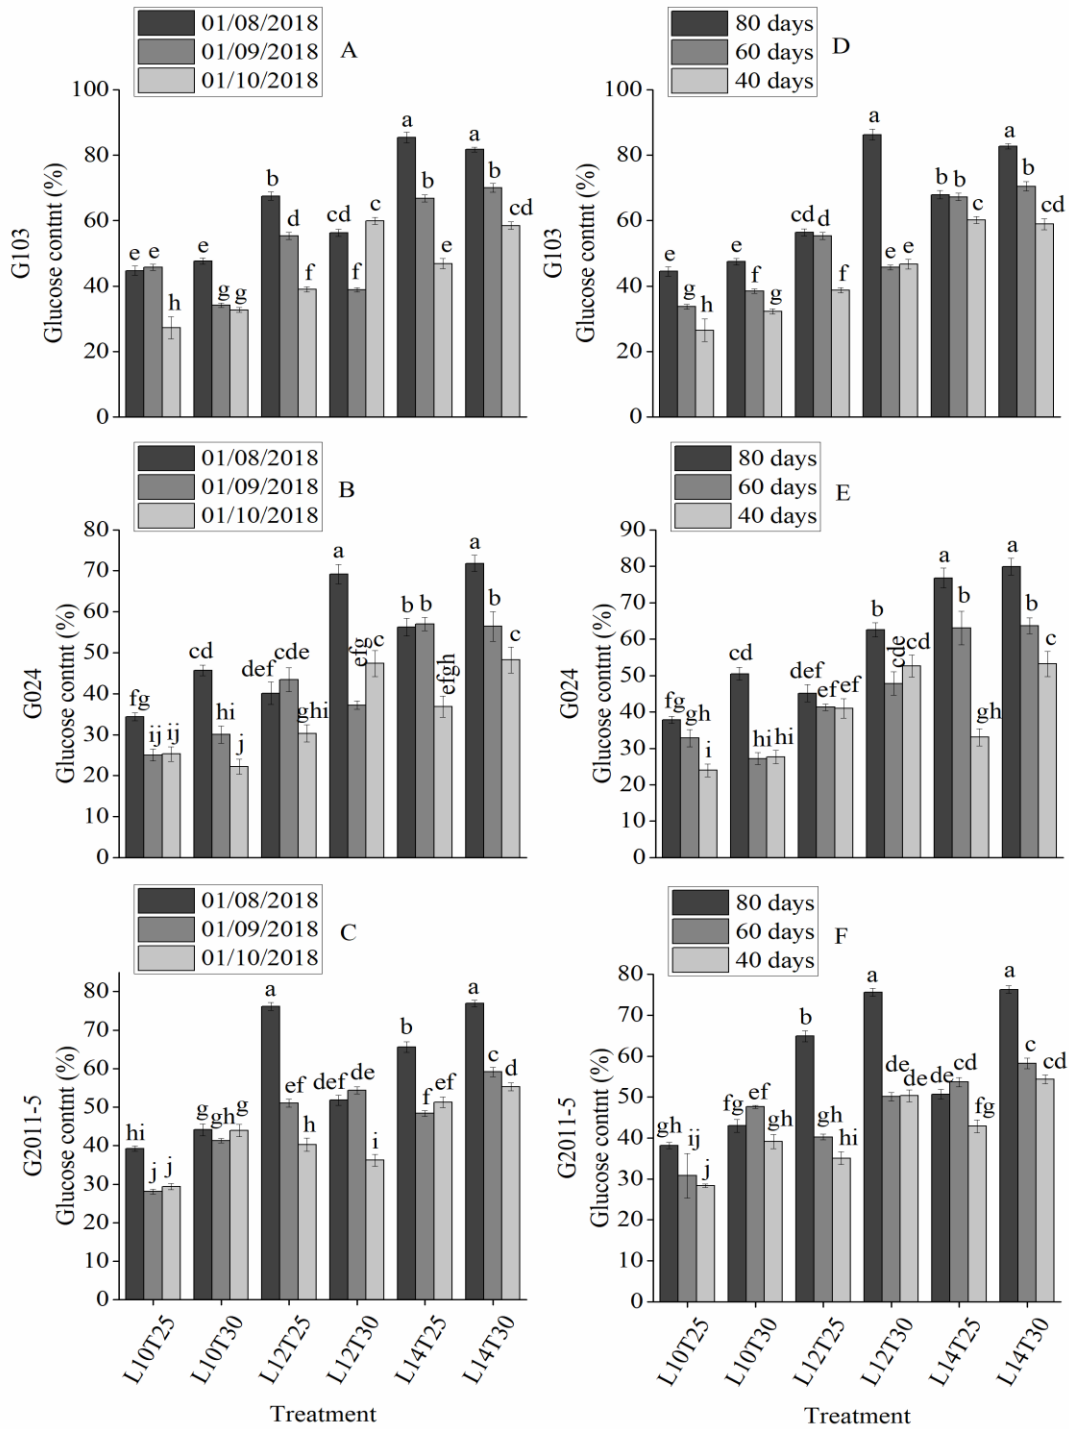 01/08/2018
01/09/2018
01/10/2018
A
100
80
60
40
20
0
G103
Glucose contnt (%)
e e h
e g g
b d f
cd f c
a b e
a b cd
80 days
60 days
40 days
D
100
80
60
40
20
0
G103
Glucose contnt (%)
e g h
e f g
cd d f
a e e
b b c
a b cd
01/08/2018
01/09/2018
01/10/2018
B
80
70
60
50
40
30
20
10
0
G024
Glucose contnt (%)
fg ij ij
cd hi j
def cde ghi
a efg c
b b efgh
a b c
80 days
60 days
40 days
E
90
80
70
60
50
40
30
20
10
0
G024
Glucose contnt (%)
fg gh i
cd hi hi
def ef ef
b cde cd
a b gh
a b c
01/08/2018
01/09/2018
01/10/2018
C
80
70
60
50
40
30
20
10
0
G2011-5
Glucose contnt (%)
hi j j
g gh g
a ef h
def de i
b f ef
a c d
L10T25
L10T30
L12T25
L12T30
L14T25
L14T30
Treatment
80 days
60 days
40 days
F
80
70
60
50
40
30
20
10
0
G2011-5
Glucose contnt (%)
gh ij j
fg ef gh
b gh hi
a de de
de cd fg
a c cd
L10T25
L10T30
L12T25
L12T30
L14T25
L14T30
Treatment